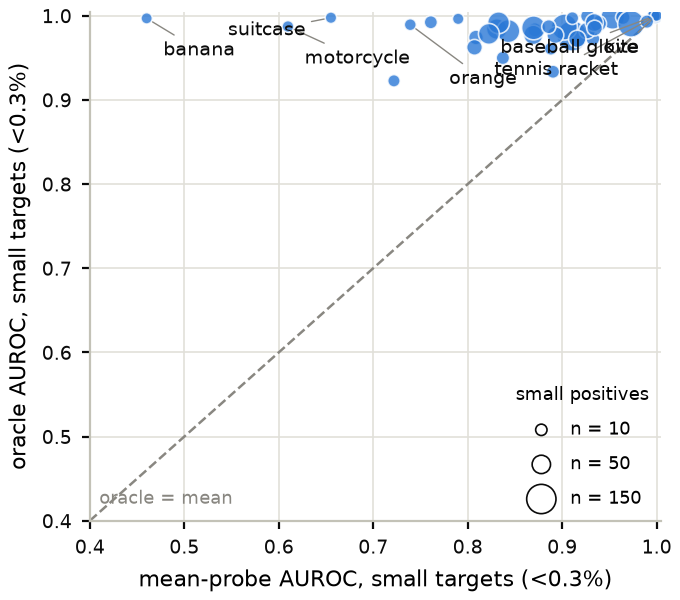 1.0
0.9
0.8
0.7
0.6
0.5
0.4
oracle AUROC, small targets (<0.3%)
banana
suitcase
motorcycle
orange
baseball glove
kite
tennis racket
small positives
n = 10
n = 50
n = 150
oracle = mean
0.4
0.5
0.6
0.7
0.8
0.9
1.0
mean-probe AUROC, small targets (<0.3%)